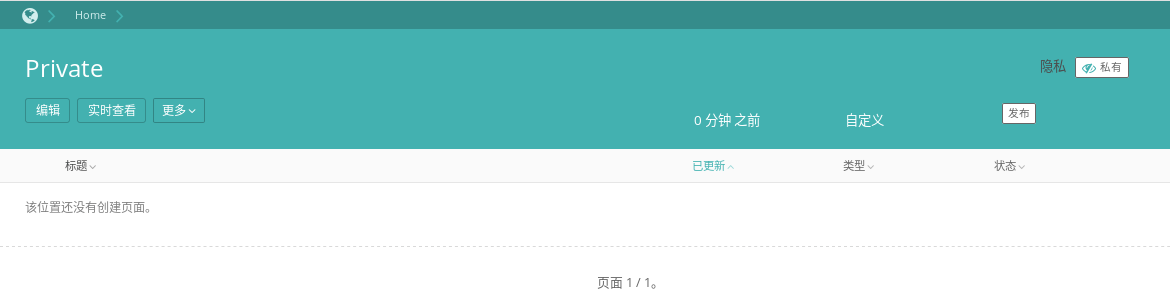 Home
Private
隐私 私有
编辑 实时查看 更多
0 分钟 之前 自定义 发布
标题 已更新 类型 状态
该位置还没有创建页面。
页面 1 / 1。